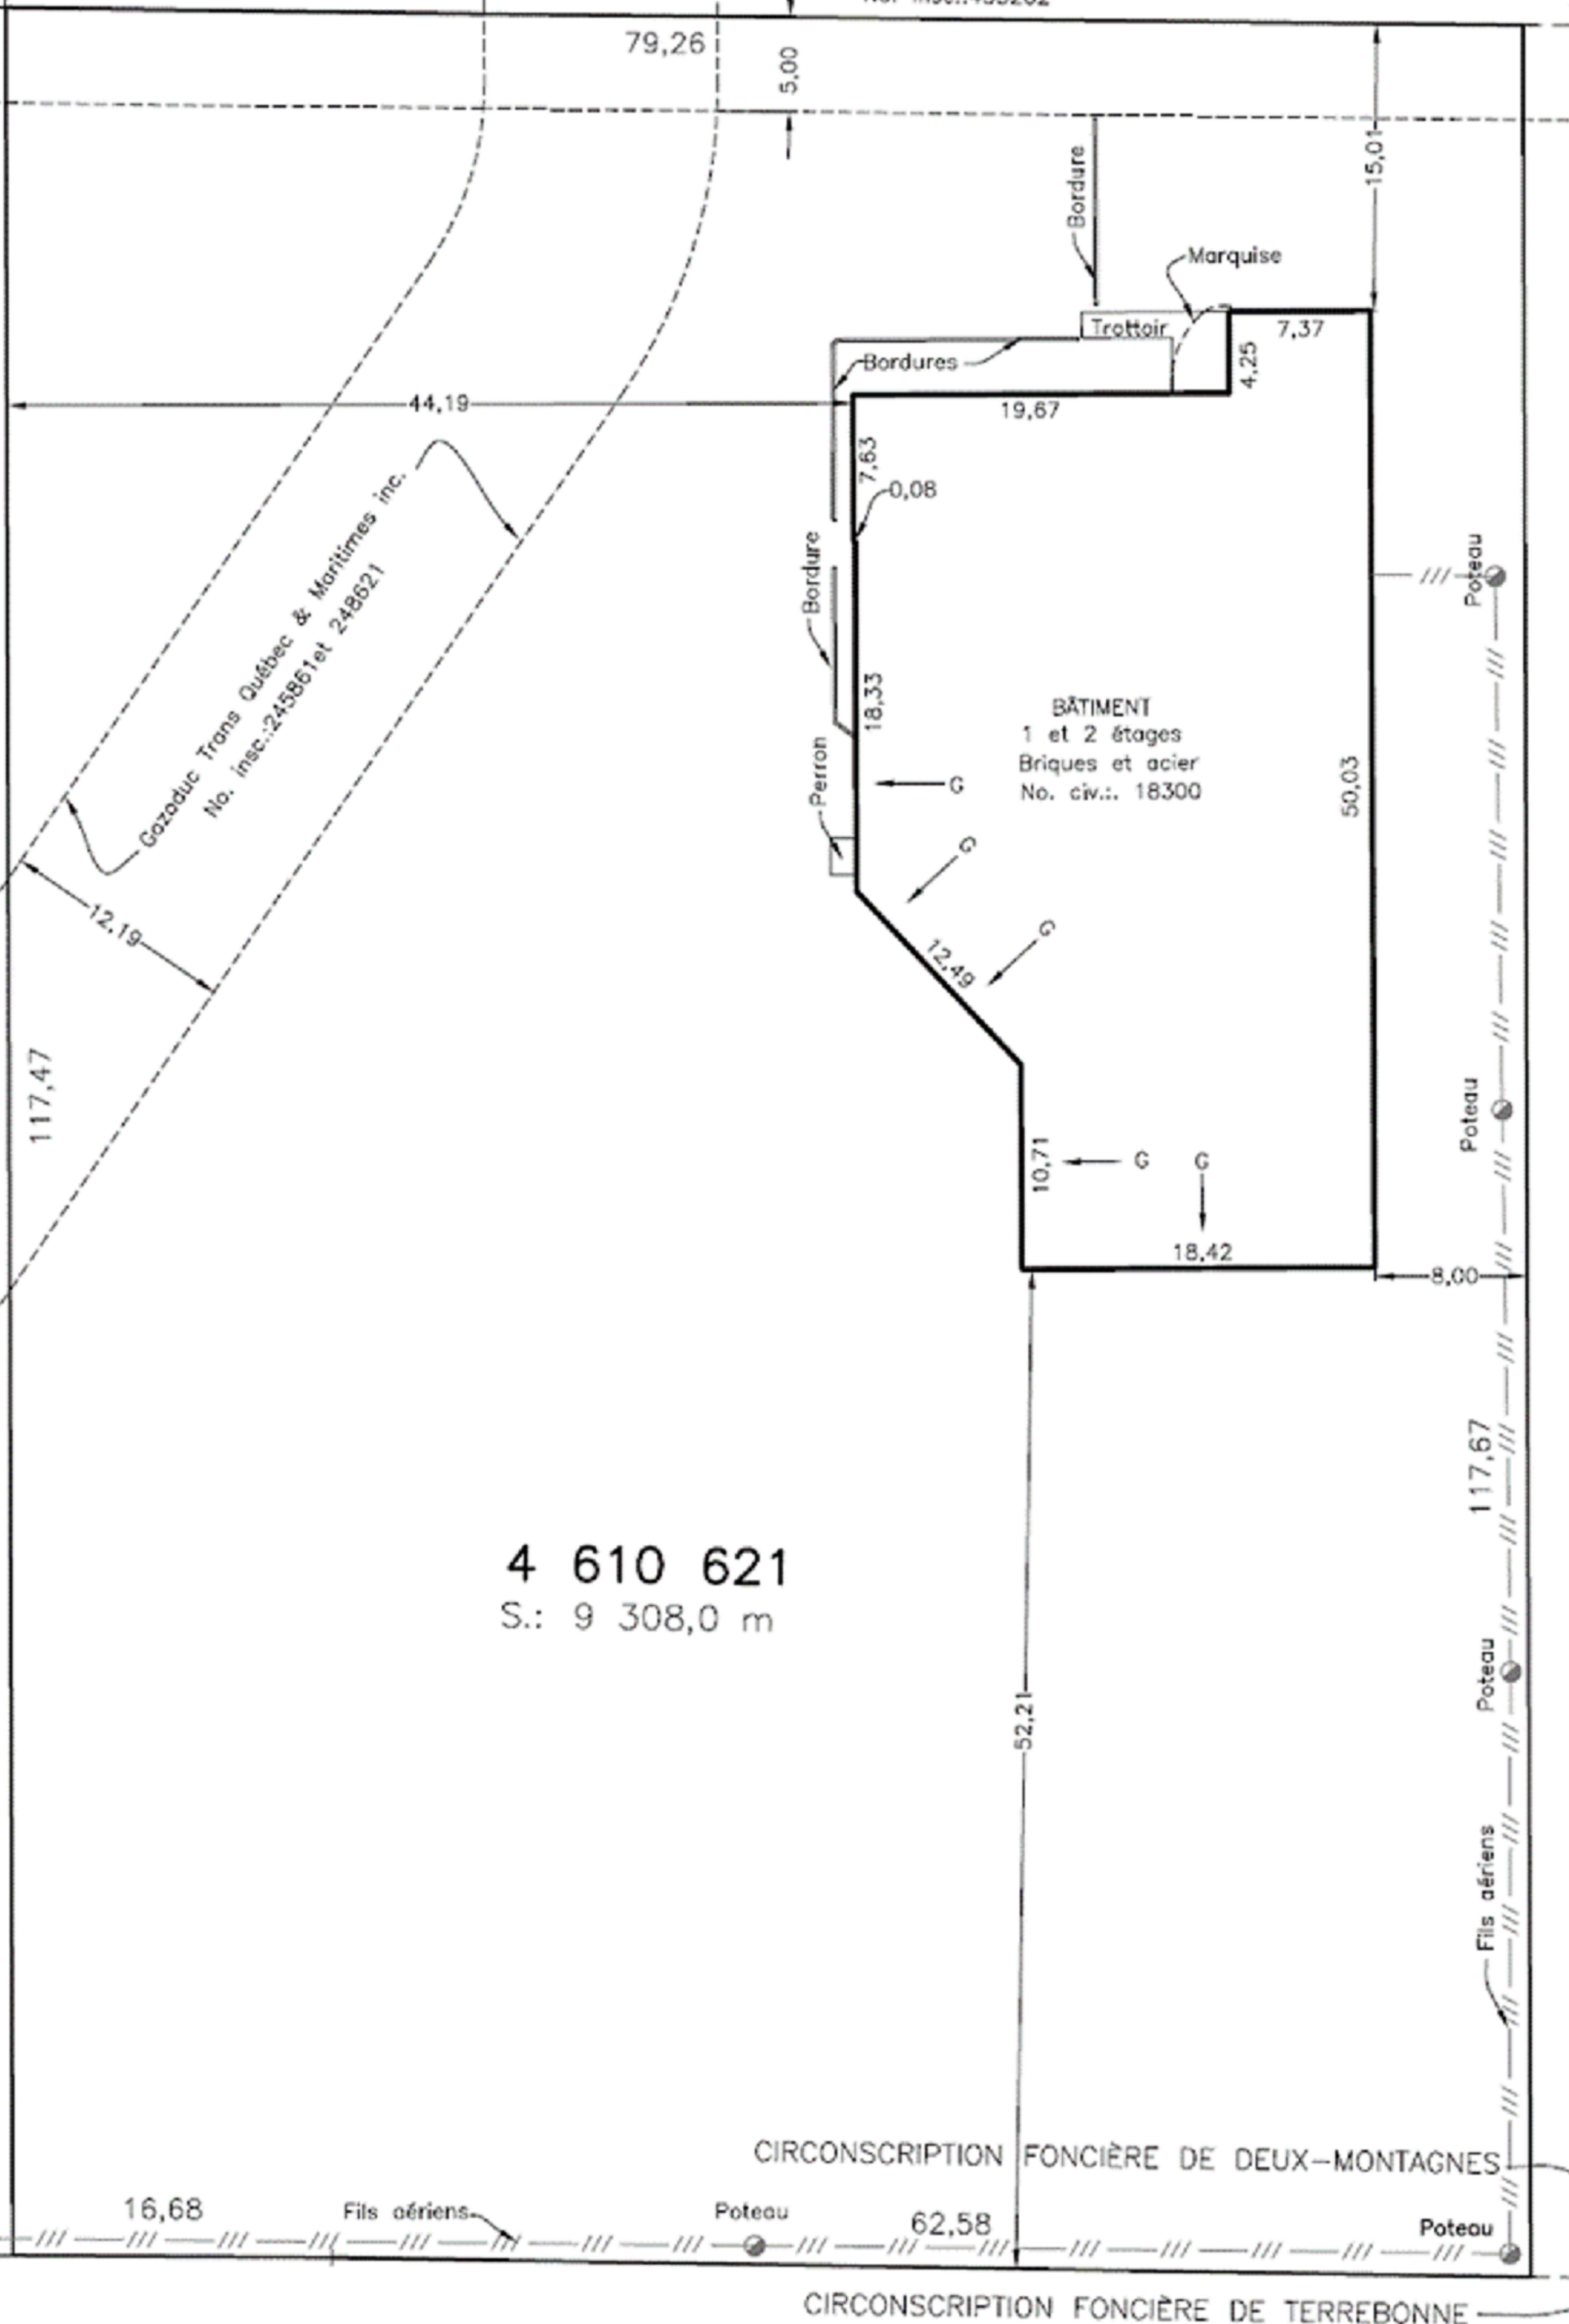 79,26
5,00
15,01
Bordure
Marquise
Trottoir
7,37
4,25
Bordures
44,19
19,67
7,63
0,08
Gazoduc Trans Québec & Maritimes inc.
No. insc.:245861et 248621
Bordure
Poteau
18,33
BÂTIMENT
1 et 2 étages
Briques et acier
No. civ.:. 18300
50,03
Perron
G
G
G
12,19
12,49
117,47
Poteau
10,71
G
G
18,42
8,00
117,67
4 610 621
S.: 9 308,0 m
Poteau
52,21
Fils aériens
CIRCONSCRIPTION FONCIÈRE DE DEUX-MONTAGNES
16,68
Fils aériens
Poteau
62,58
Poteau
CIRCONSCRIPTION FONCIÈRE DE TERREBONNE